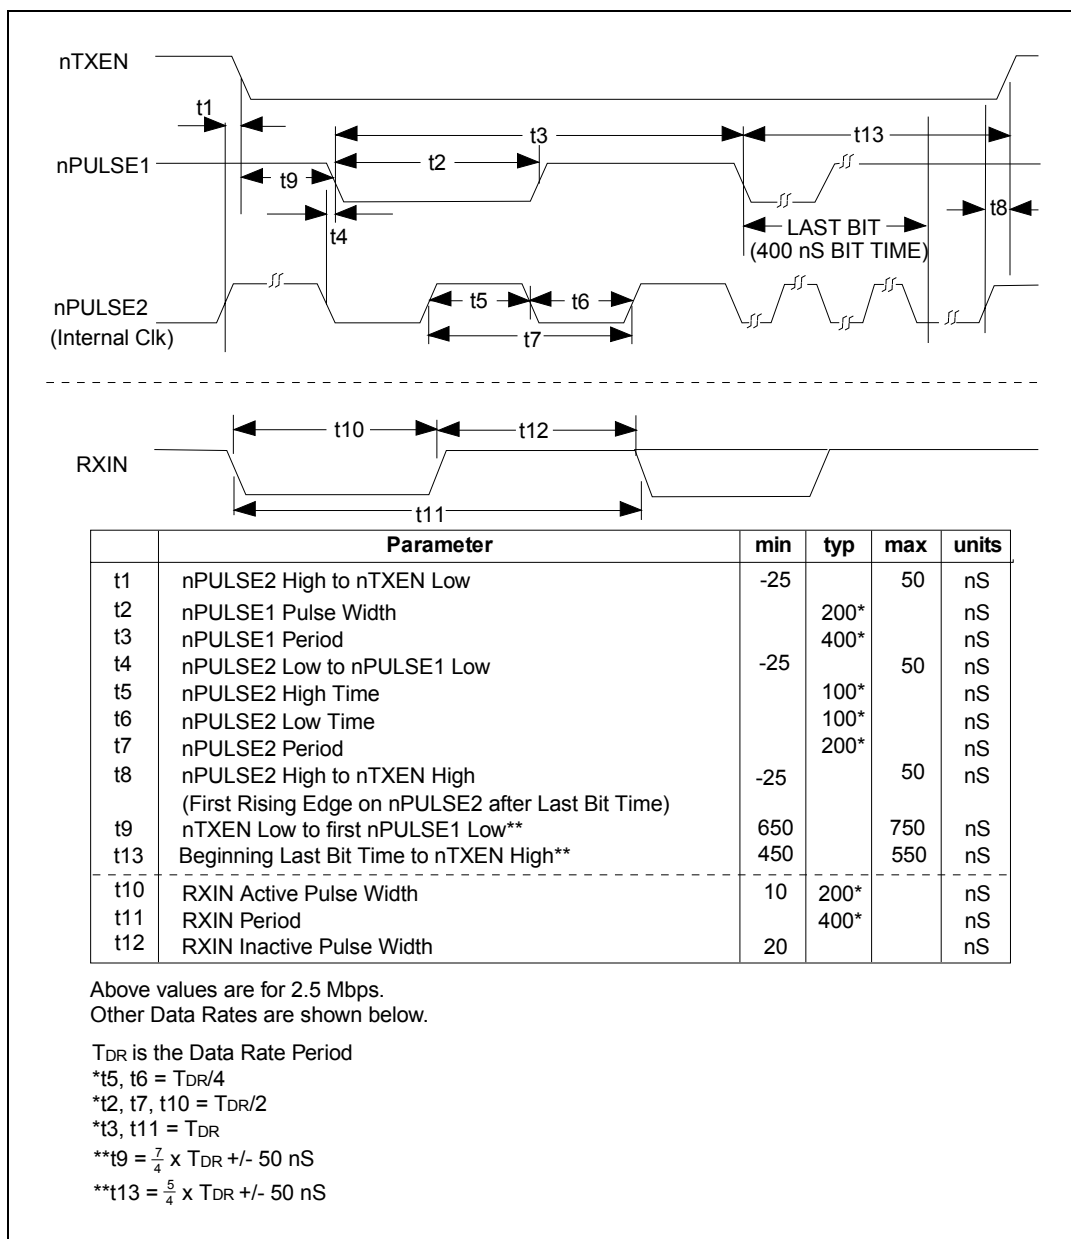 nTXEN
t1
t3
t13
nPULSE1
t2
t9
t8
t4
LAST BIT
(400 nS BIT TIME)
nPULSE2
(Internal Clk)
t5
t6
t7
t10
t12
RXIN
t11
Parameter min typ max units
t1 nPULSE2 High to nTXEN Low -25 50 nS
t2 nPULSE1 Pulse Width 200* nS
t3 nPULSE1 Period 400* nS
t4 nPULSE2 Low to nPULSE1 Low -25 50 nS
t5 nPULSE2 High Time 100* nS
t6 nPULSE2 Low Time 100* nS
t7 nPULSE2 Period 200* nS
t8 nPULSE2 High to nTXEN High -25 50 nS
(First Rising Edge on nPULSE2 after Last Bit Time)
t9 nTXEN Low to first nPULSE1 Low** 650 750 nS
t13 Beginning Last Bit Time to nTXEN High** 450 550 nS
t10 RXIN Active Pulse Width 10 200* nS
t11 RXIN Period 400* nS
t12 RXIN Inactive Pulse Width 20 nS
Above values are for 2.5 Mbps.
Other Data Rates are shown below.
TDR is the Data Rate Period
*t5, t6 = TDR/4
*t2, t7, t10 = TDR/2
*t3, t11 = TDR
**t9 = 7/4 x TDR +/- 50 nS
**t13 = 5/4 x TDR +/- 50 nS